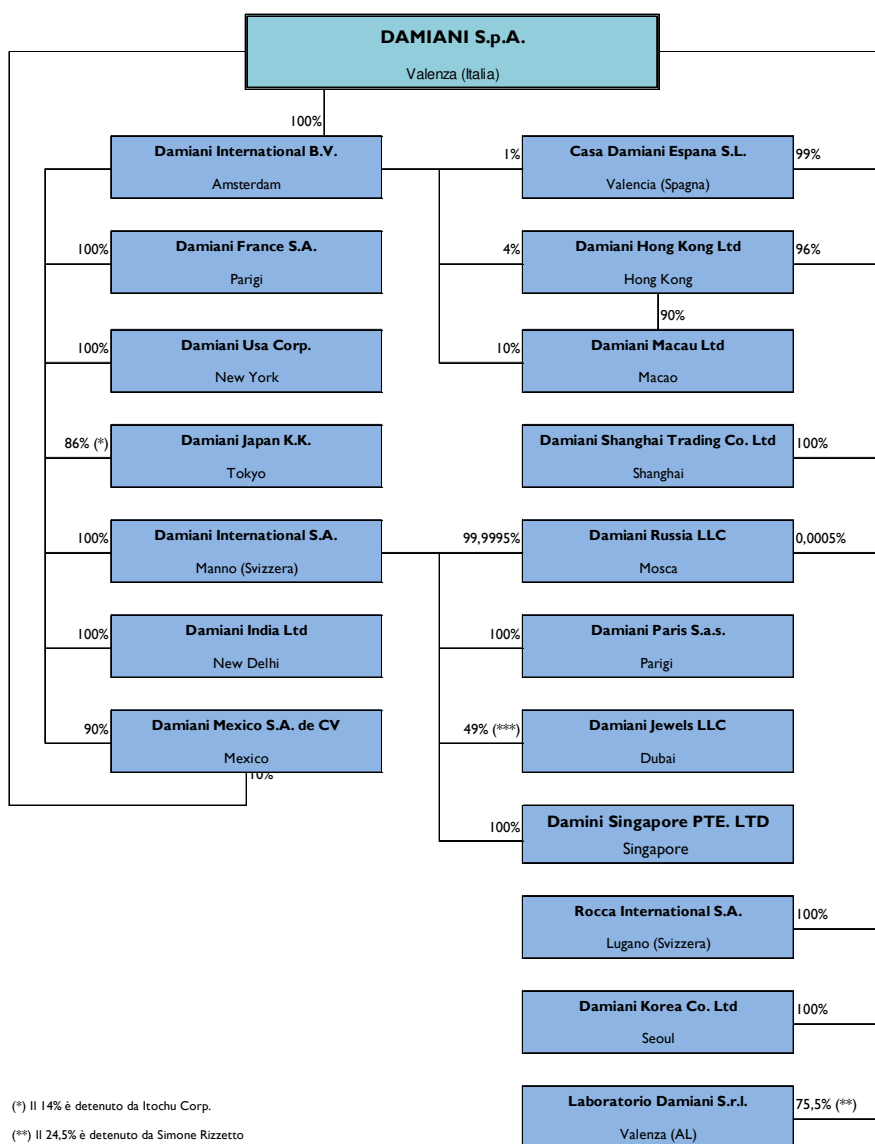 DAMIANI S.p.A.
Valenza (Italia)
100%
Damiani International B.V.
Amsterdam
1%
Casa Damiani Espana S.L.
Valencia (Spagna)
99%
100%
Damiani France S.A.
Parigi
4%
Damiani Hong Kong Ltd
Hong Kong
96%
90%
100%
Damiani Usa Corp.
New York
10%
Damiani Macau Ltd
Macao
86% (*)
Damiani Japan K.K.
Tokyo
Damiani Shanghai Trading Co. Ltd
Shanghai
100%
100%
Damiani International S.A.
Manno (Svizzera)
99,9995%
Damiani Russia LLC
Mosca
0,0005%
100%
Damiani India Ltd
New Delhi
100%
Damiani Paris S.a.s.
Parigi
90%
Damiani Mexico S.A. de CV
Mexico
10%
49% (***)
Damiani Jewels LLC
Dubai
100%
Damini Singapore PTE. LTD
Singapore
Rocca International S.A.
Lugano (Svizzera)
100%
Damiani Korea Co. Ltd
Seoul
100%
Laboratorio Damiani S.r.l.
Valenza (AL)
75,5% (**)
(*) Il 14% è detenuto da Itochu Corp.
(**) Il 24,5% è detenuto da Simone Rizzetto